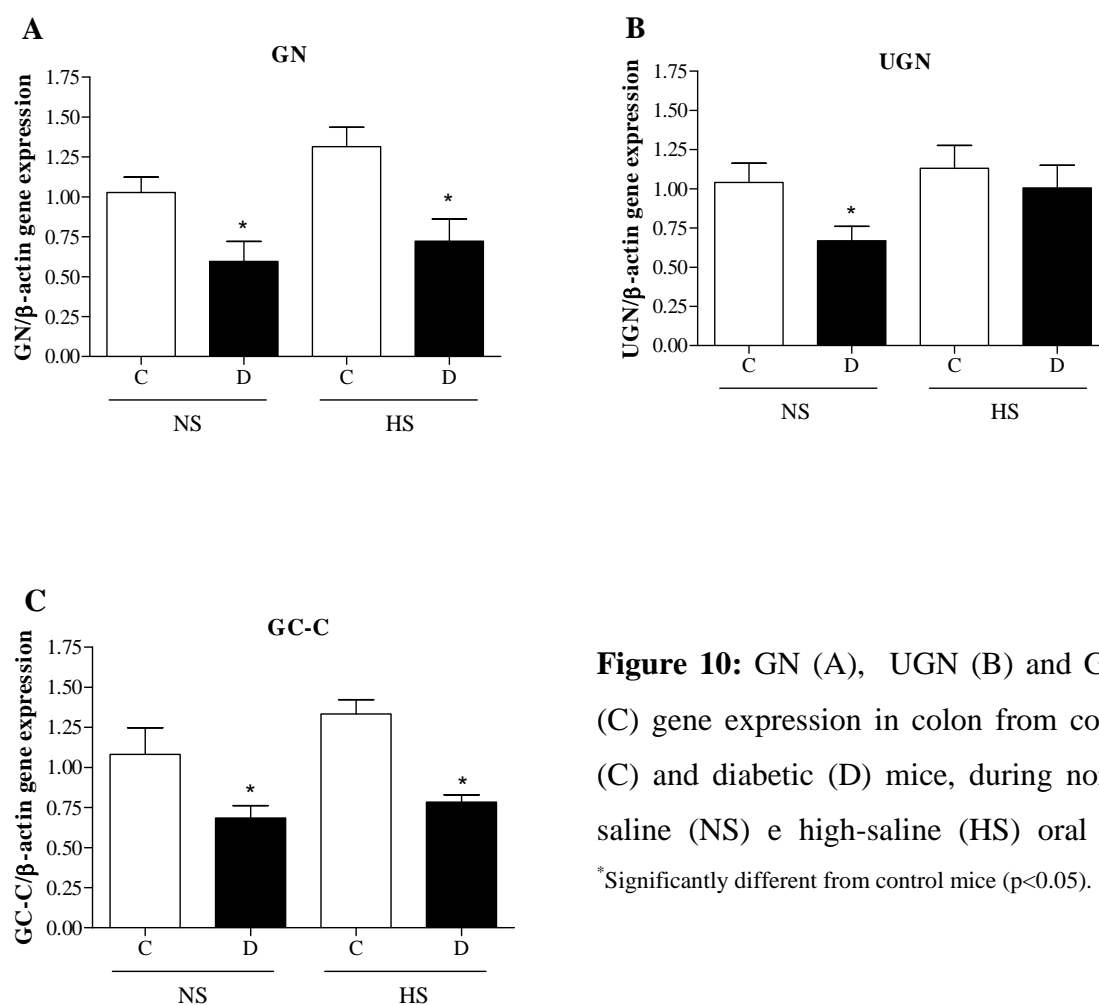 A
GN
GN/β-actin gene expression
1.75
1.50
1.25
1.00
0.75
0.50
0.25
0.00
*
*
C D C D
NS HS
B
UGN
UGN/β-actin gene expression
1.75
1.50
1.25
1.00
0.75
0.50
0.25
0.00
*
C D C D
NS HS
C
GC-C
GC-C/β-actin gene expression
1.75
1.50
1.25
1.00
0.75
0.50
0.25
0.00
*
*
C D C D
NS HS
Figure 10: GN (A), UGN (B) and
(C) gene expression in colon from
(C) and diabetic (D) mice, during
saline (NS) e high-saline (HS) oral
*Significantly different from control mice (p<0.05).